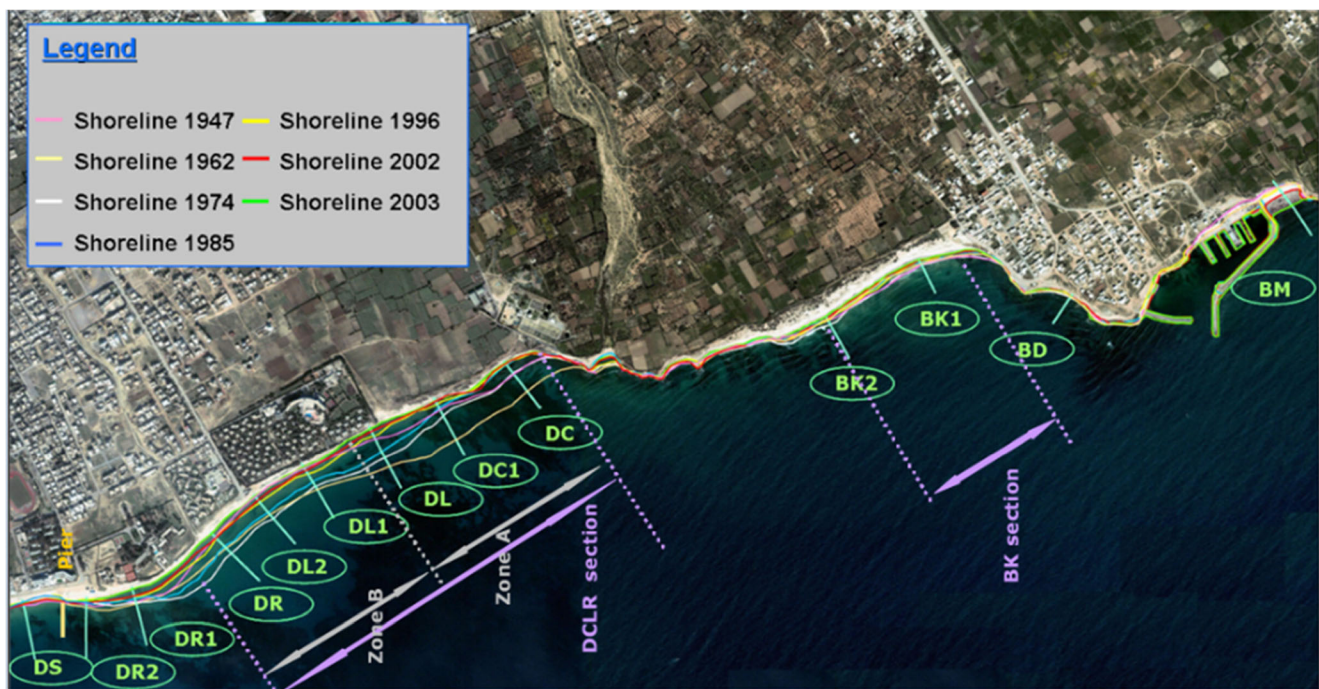 Legend
Shoreline 1947
Shoreline 1996
Shoreline 1962
Shoreline 2002
Shoreline 1974
Shoreline 2003
Shoreline 1985
BM
BK1
BD
BK2
BK section
DC
DC1
DL
DL1
DL2
DR
DR1
DR2
DS
Pier
Zone A
Zone B
DCLR section